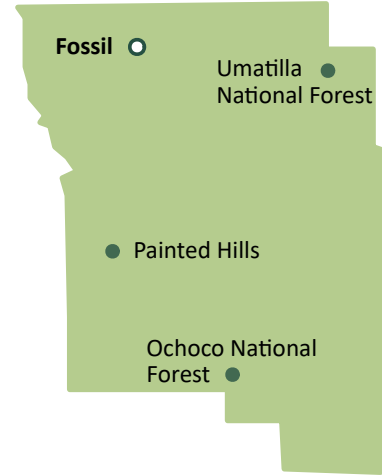 Fossil
Umatilla
National Forest
Painted Hills
Ochoco National
Forest